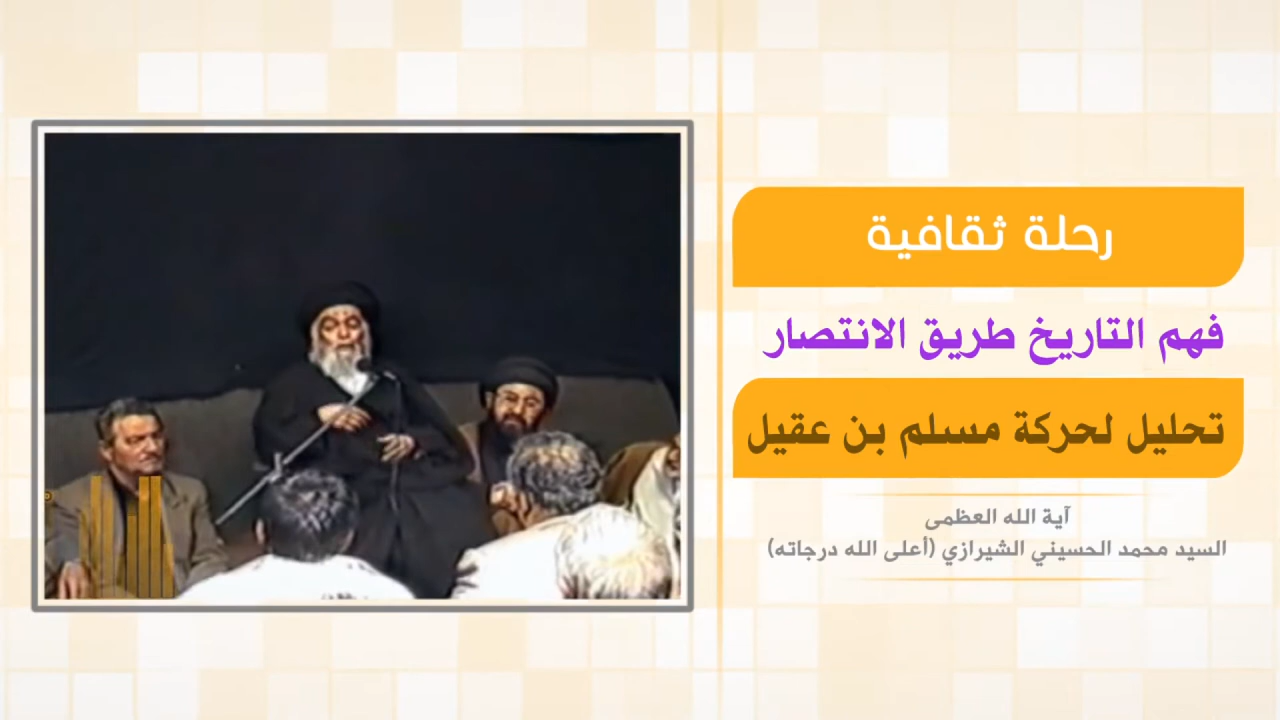 رحلة ثقافية
فهم التاريخ طريق الانتصار
تحليل لحركة مسلم بن عقيل
آية الله العظمى
السيد محمد الحسيني الشيرازي (أعلى الله درجاته)